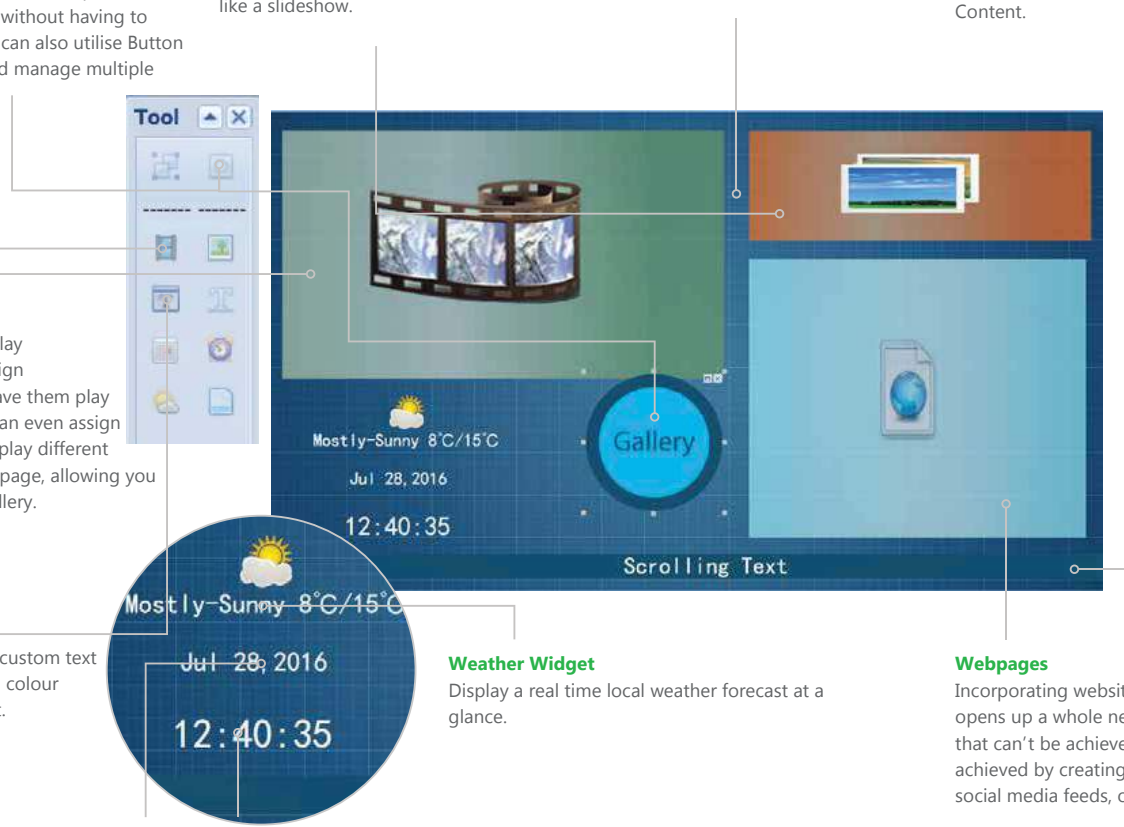 without having to
can also utilise Button
d manage multiple
like a slideshow.
Content.
Tool
lay
ign
ave them play
an even assign
play different
page, allowing you
llery.
Mostly-Sunny 8°C/15°C
Jul 28, 2016
12:40:35
Gallery
Scrolling Text
Mostly-Sunny 8°C/15°C
Jul 28, 2016
12:40:35
custom text
colour
t.
Weather Widget
Display a real time local weather forecast at a
glance.
Webpages
Incorporating websit
opens up a whole ne
that can't be achieve
achieved by creating
social media feeds, c